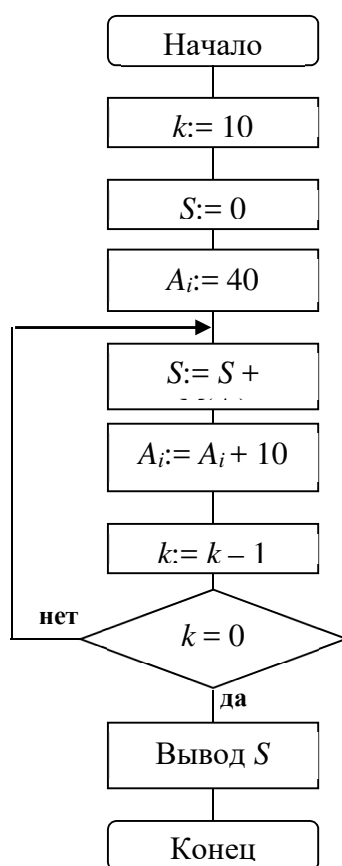 Начало
k:= 10
S:= 0
Aᵢ:= 40
S:= S +
Aᵢ:= Aᵢ + 10
k:= k – 1
нет
k = 0
да
Вывод S
Конец